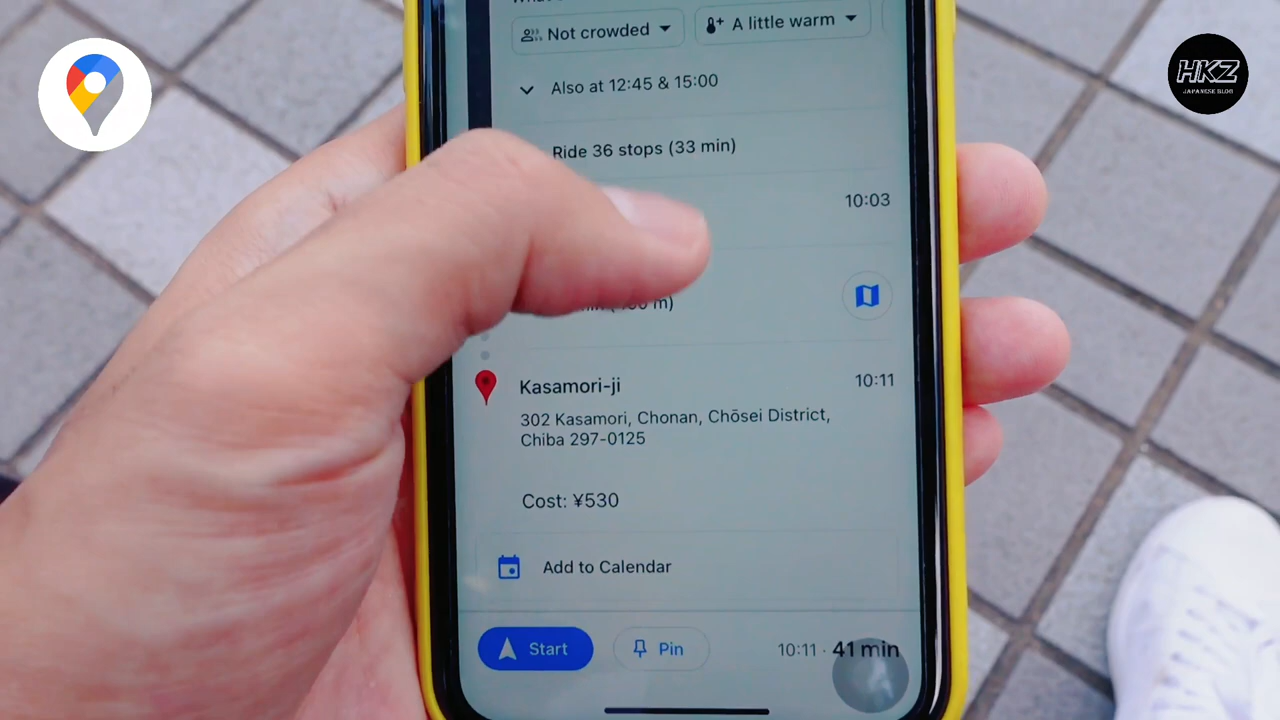 Not crowded
A little warm
HKZ
JAPANESE BLOG
Also at 12:45 & 15:00
Ride 36 stops (33 min)
10:03
m)
Kasamori-ji
10:11
302 Kasamori, Chonan, Chōsei District,
Chiba 297-0125
Cost: ¥530
Add to Calendar
Start
Pin
10:11 · 41 min